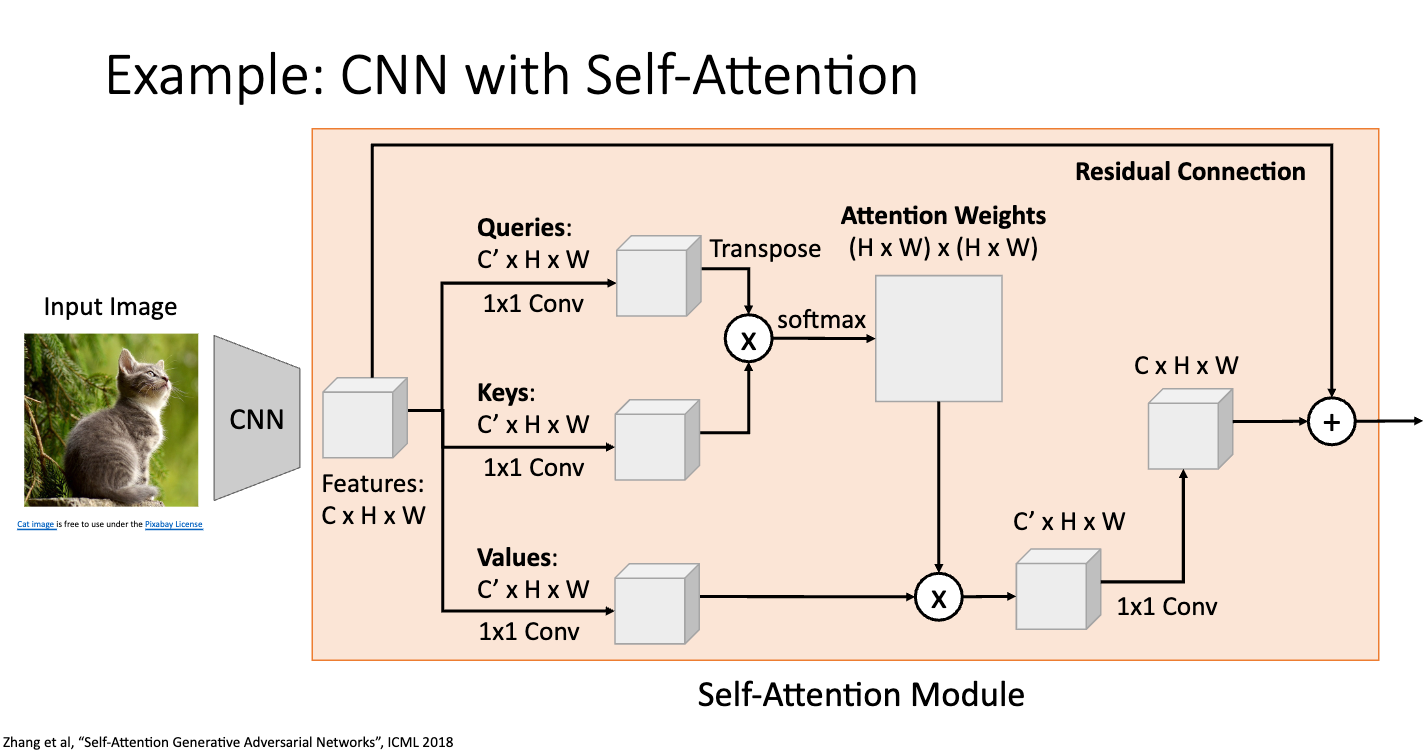 Example: CNN with Self-Attention
Residual Connection
Attention Weights
(H x W) x (H x W)
Queries:
C’ x H x W
1x1 Conv
Transpose
Input Image
softmax
X
CNN
Keys:
C’ x H x W
1x1 Conv
C x H x W
+
Features:
C x H x W
Cat image is free to use under the Pixabay License
Values:
C’ x H x W
1x1 Conv
X
C’ x H x W
1x1 Conv
Self-Attention Module
Zhang et al, “Self-Attention Generative Adversarial Networks”, ICML 2018